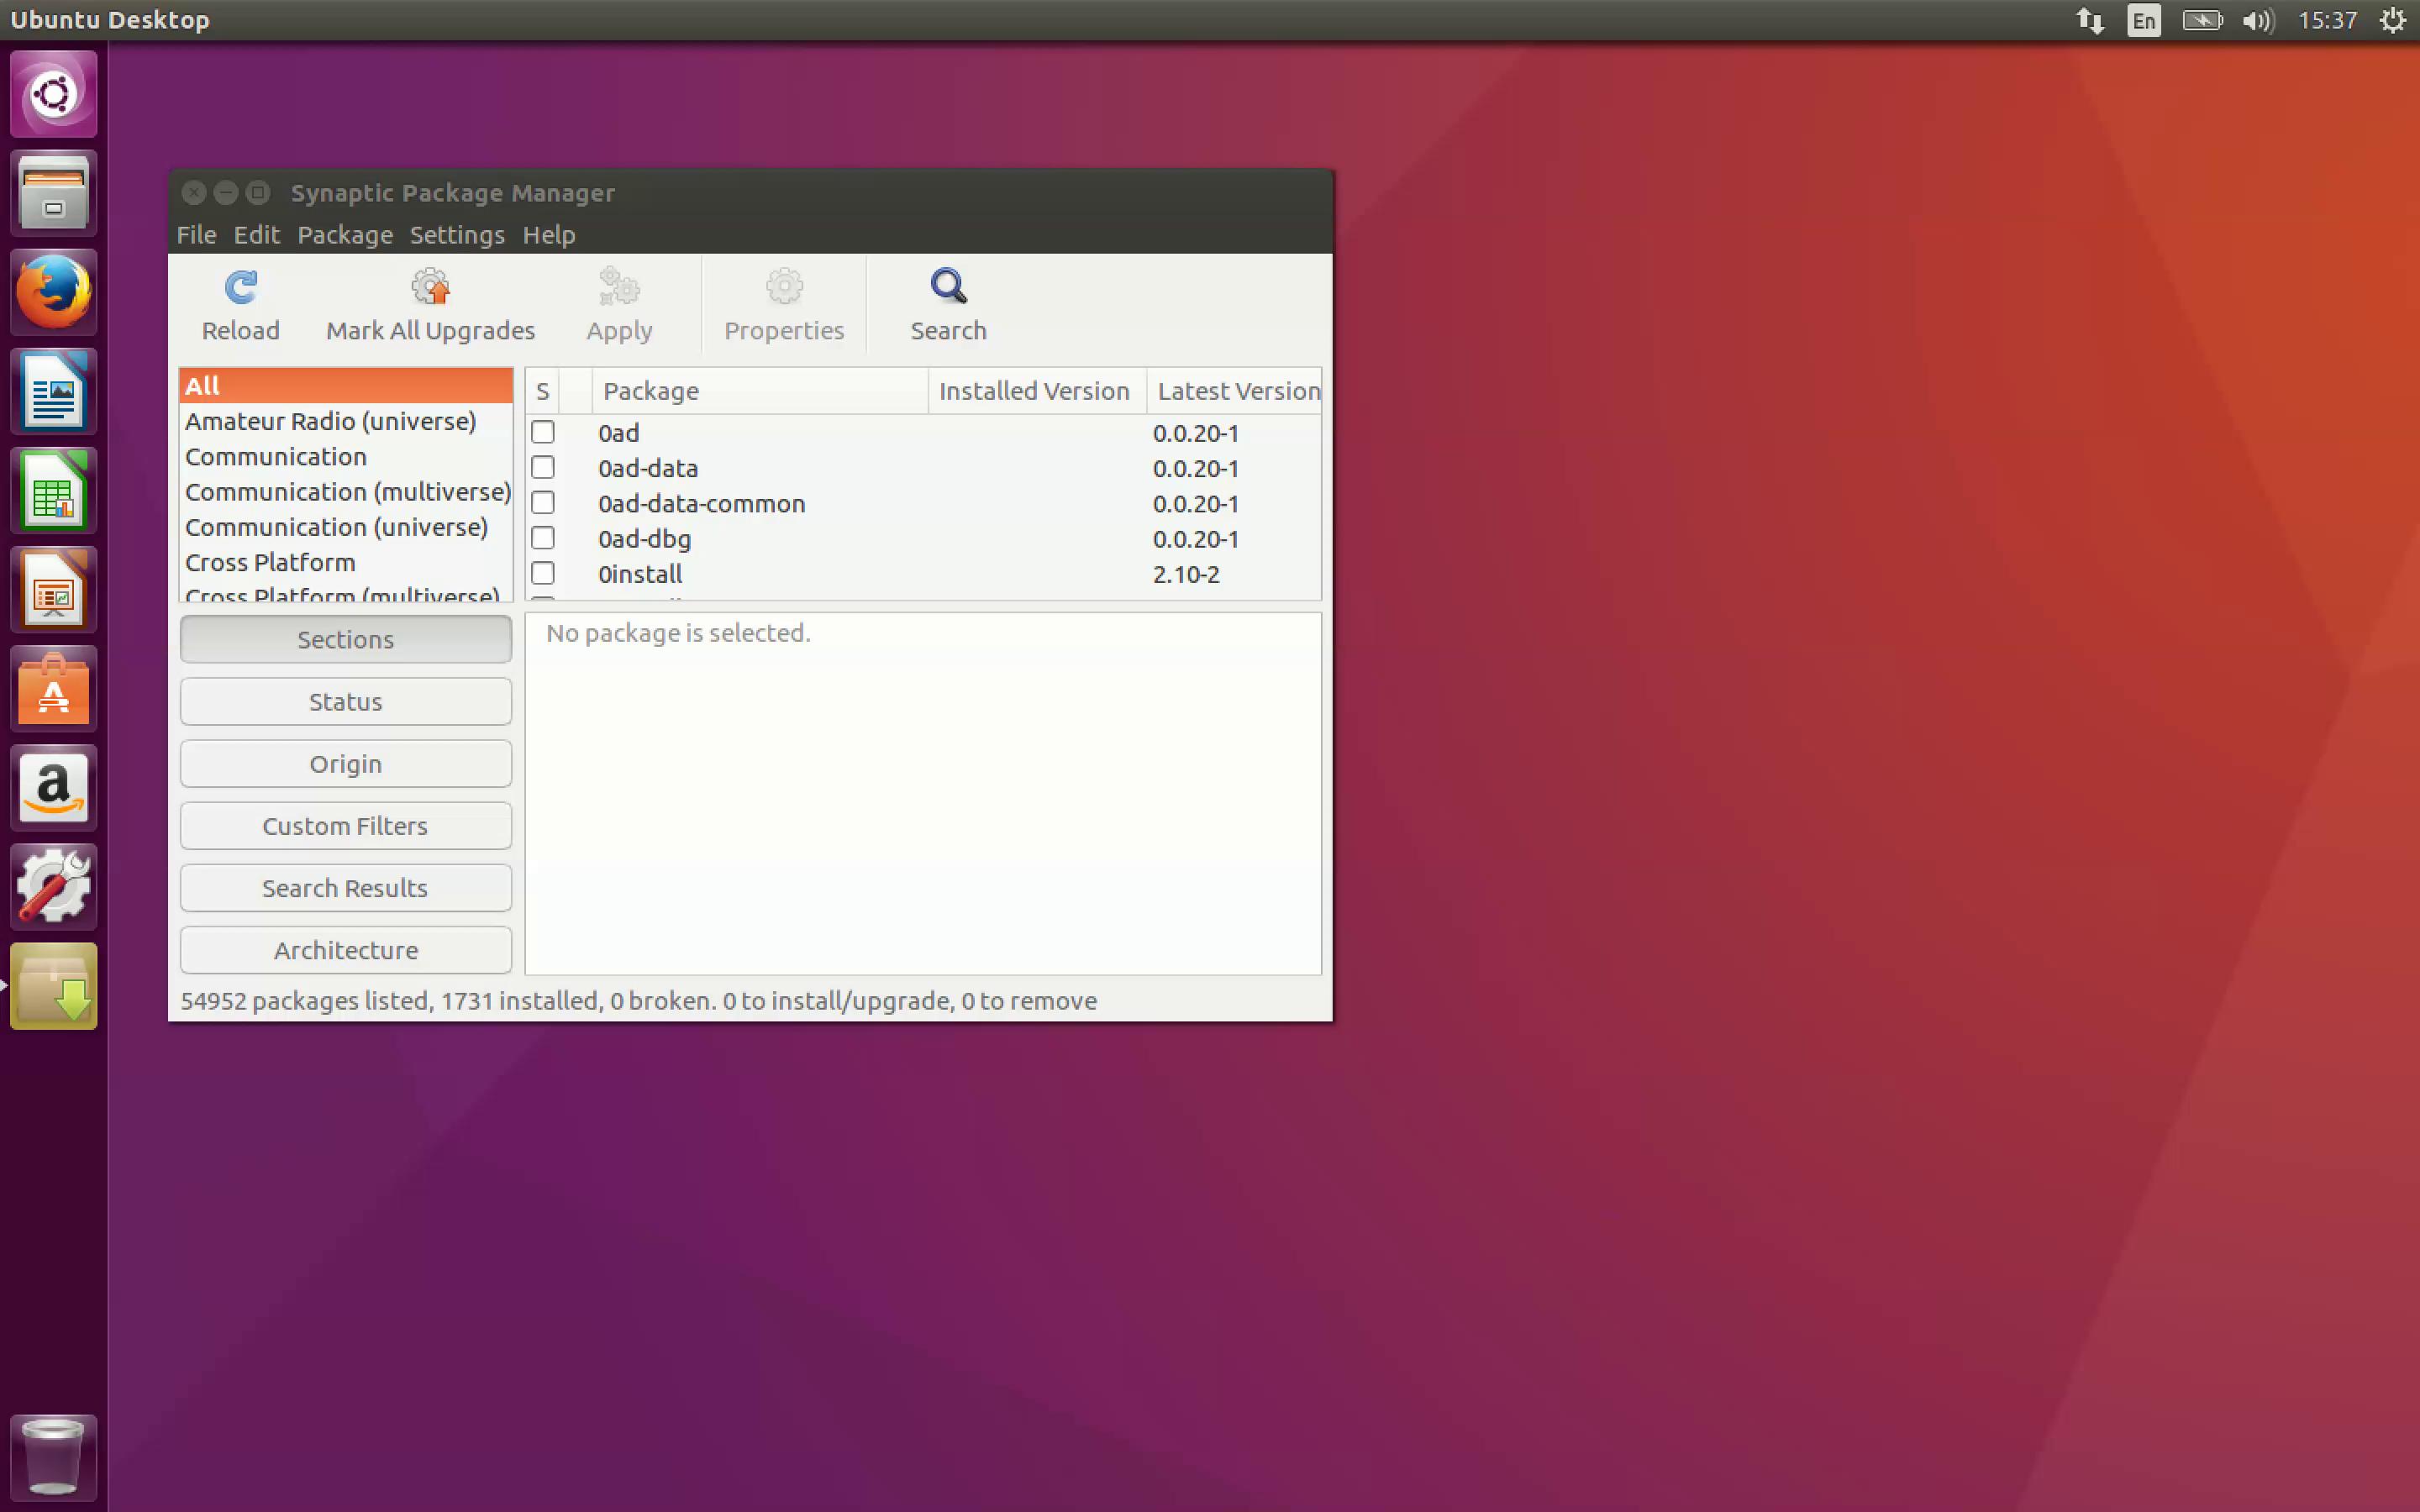 Ubuntu Desktop
En
15:37
Synaptic Package Manager
File Edit Package Settings Help
Reload Mark All Upgrades Apply Properties Search
All
Amateur Radio (universe)
Communication
Communication (multiverse)
Communication (universe)
Cross Platform
Cross Platform (multiverse)
S Package Installed Version Latest Version
0ad 0.0.20-1
0ad-data 0.0.20-1
0ad-data-common 0.0.20-1
0ad-dbg 0.0.20-1
0install 2.10-2
Sections
Status
Origin
Custom Filters
Search Results
Architecture
No package is selected.
54952 packages listed, 1731 installed, 0 broken. 0 to install/upgrade, 0 to remove